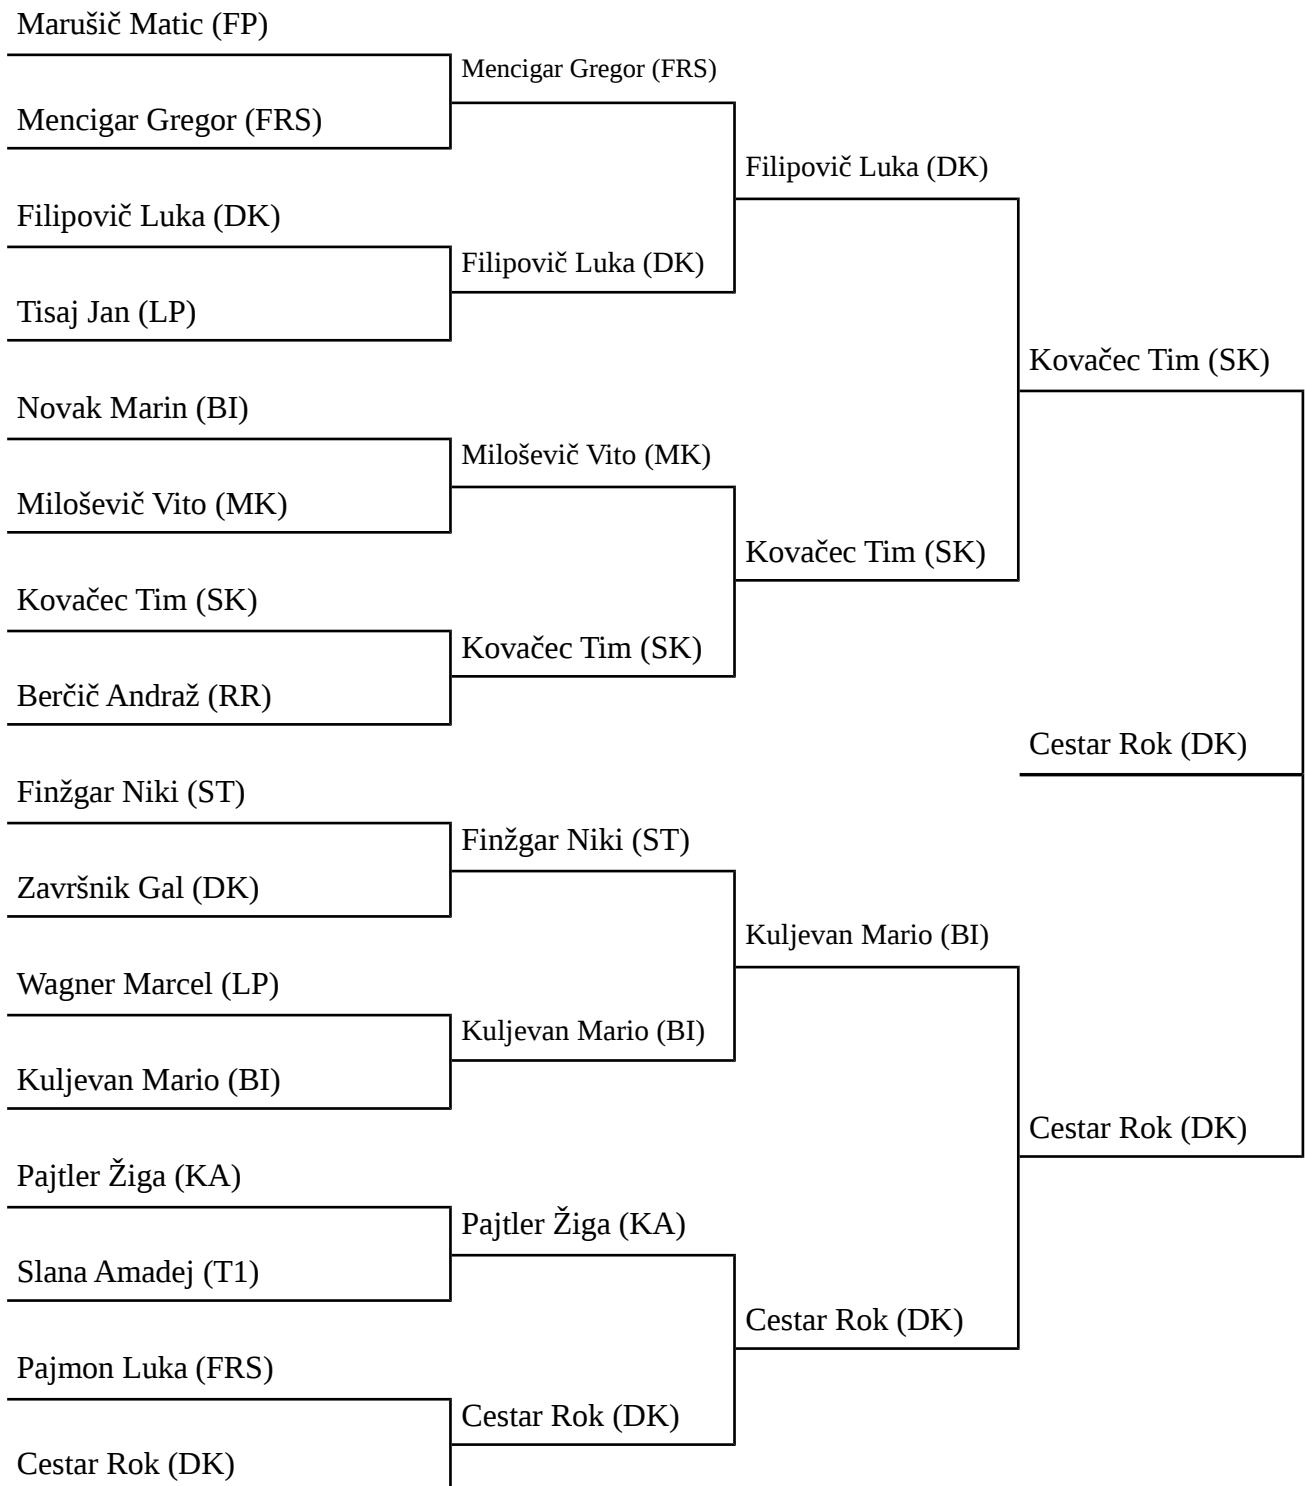 Marušič Matic (FP)
Mencigar Gregor (FRS)
Mencigar Gregor (FRS)
Filipovič Luka (DK)
Filipovič Luka (DK)
Filipovič Luka (DK)
Tisaj Jan (LP)
Kovačec Tim (SK)
Novak Marin (BI)
Miloševič Vito (MK)
Miloševič Vito (MK)
Kovačec Tim (SK)
Kovačec Tim (SK)
Kovačec Tim (SK)
Berčič Andraž (RR)
Cestar Rok (DK)
Finžgar Niki (ST)
Finžgar Niki (ST)
Završnik Gal (DK)
Kuljevan Mario (BI)
Wagner Marcel (LP)
Kuljevan Mario (BI)
Kuljevan Mario (BI)
Cestar Rok (DK)
Pajtler Žiga (KA)
Pajtler Žiga (KA)
Slana Amadej (T1)
Cestar Rok (DK)
Pajmon Luka (FRS)
Cestar Rok (DK)
Cestar Rok (DK)